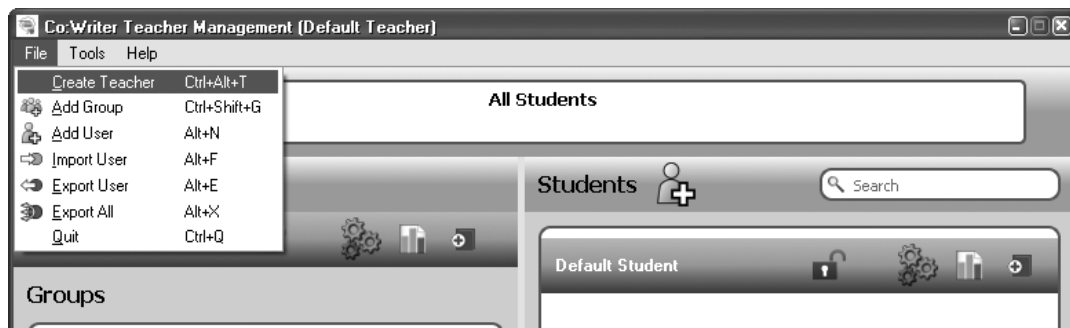 Co:Writer Teacher Management (Default Teacher)
File Tools Help
Create Teacher Ctrl+Alt+T
Add Group Ctrl+Shift+G
Add User Alt+N
Import User Alt+F
Export User Alt+E
Export All Alt+X
Quit Ctrl+Q
All Students
Students
Search
Default Student
Groups